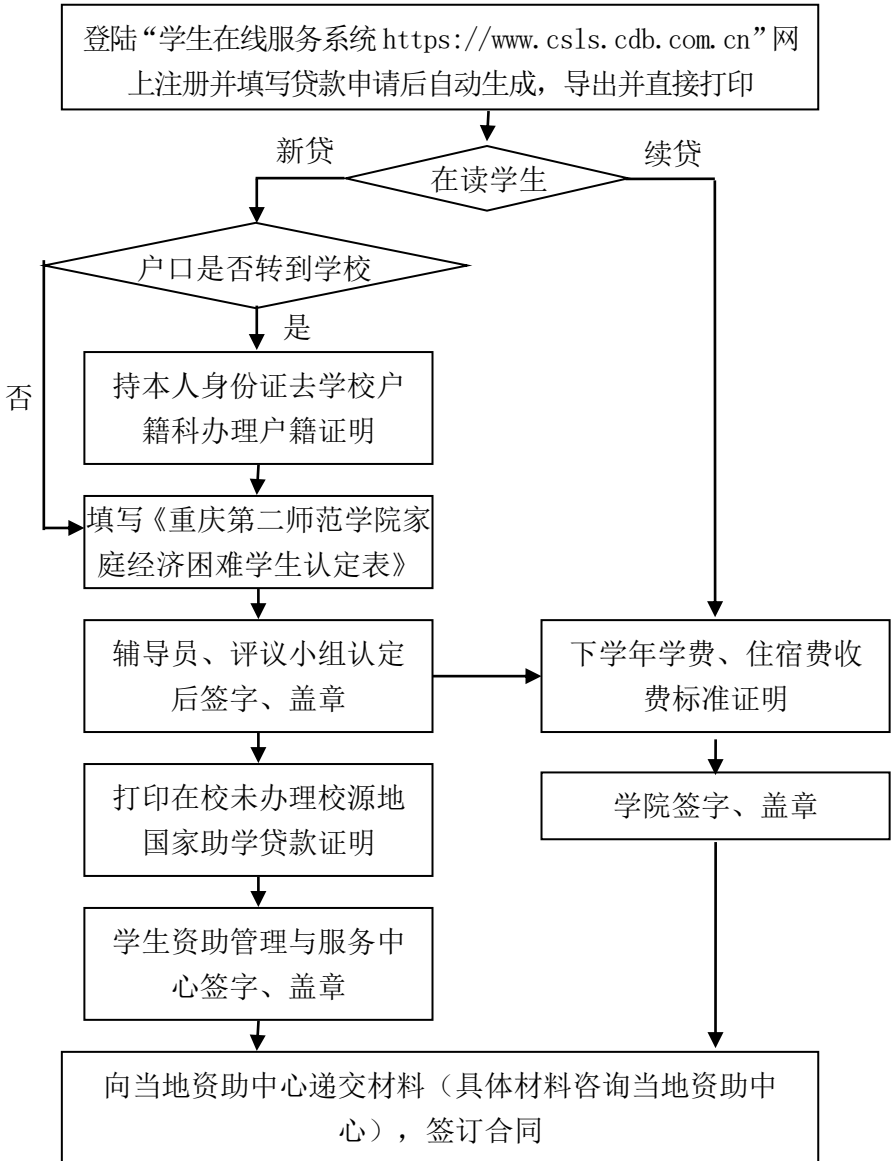 登陆“学生在线服务系统https://www.csls.cdb.com.cn”网
上注册并填写贷款申请后自动生成，导出并直接打印
新贷
续贷
在读学生
户口是否转到学校
是
否
持本人身份证去学校户
籍科办理户籍证明
填写《重庆第二师范学院家
庭经济困难学生认定表》
辅导员、评议小组认定
后签字、盖章
下学年学费、住宿费收
费标准证明
打印在校未办理校源地
国家助学贷款证明
学院签字、盖章
学生资助管理与服务中
心签字、盖章
向当地资助中心递交材料（具体材料咨询当地资助中
心），签订合同